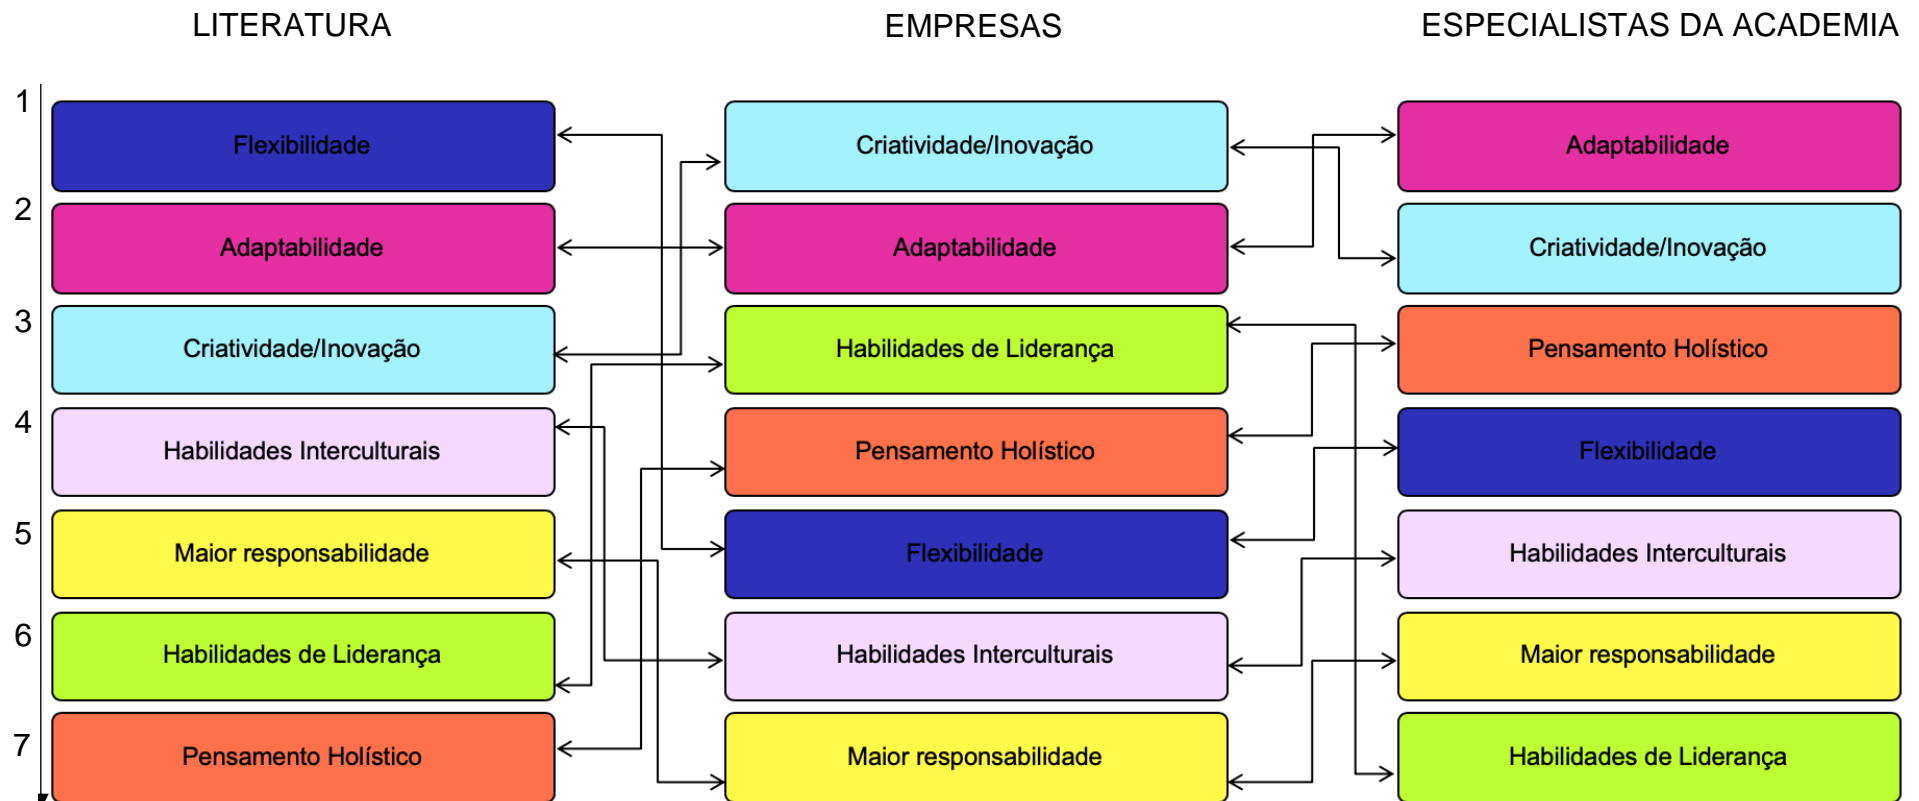 LITERATURA EMPRESAS ESPECIALISTAS DA ACADEMIA
1 Flexibilidade Criatividade/Inovação Adaptabilidade
2 Adaptabilidade Adaptabilidade Criatividade/Inovação
3 Criatividade/Inovação Habilidades de Liderança Pensamento Holístico
4 Habilidades Interculturais Pensamento Holístico Flexibilidade
5 Maior responsabilidade Flexibilidade Habilidades Interculturais
6 Habilidades de Liderança Habilidades Interculturais Maior responsabilidade
7 Pensamento Holístico Maior responsabilidade Habilidades de Liderança